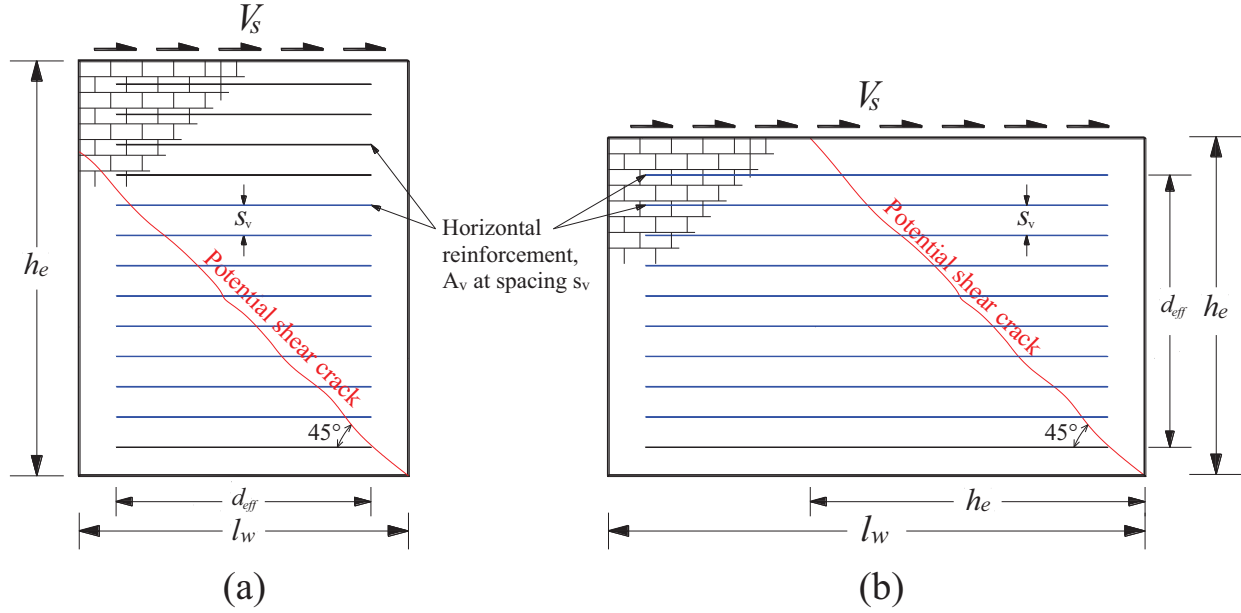 Vs
Vs
he
sv
Potential shear crack
45°
deff
lw
(a)
Horizontal
reinforcement,
Av at spacing sv
sv
Potential shear crack
45°
deff
he
he
lw
(b)